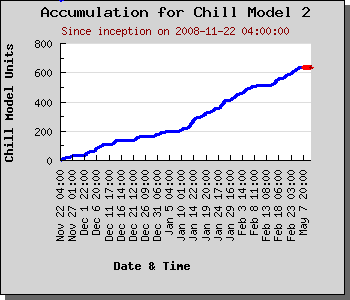 Accumulation for Chill Model 2
Since inception on 2008-11-22 04:00:00
Chill Model Units
800
600
400
200
0
Nov 22 04:00
Nov 27 01:00
Dec 1 22:00
Dec 6 20:00
Dec 11 17:00
Dec 16 14:00
Dec 21 12:00
Dec 26 09:00
Dec 31 06:00
Jan 5 04:00
Jan 10 01:00
Jan 14 22:00
Jan 19 20:00
Jan 24 17:00
Jan 29 16:00
Feb 3 14:00
Feb 8 11:00
Feb 13 08:00
Feb 18 06:00
Feb 23 03:00
May 7 20:00
Date & Time